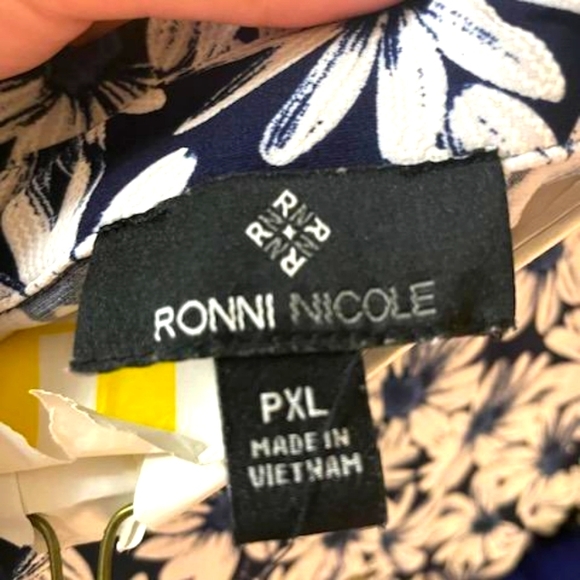 RONNI NICOLE
PXL
MADE IN
VIETNAM